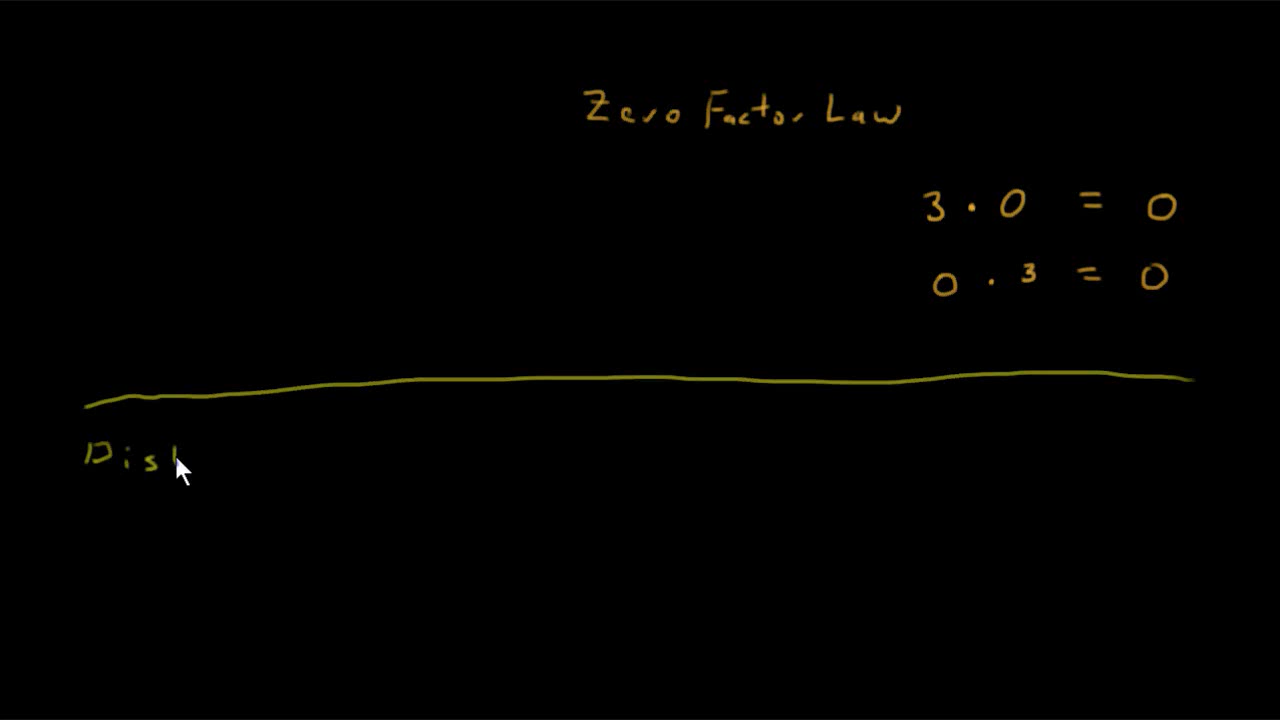 Zero Factor Law
3 · 0 = 0
0 · 3 = 0
Dis